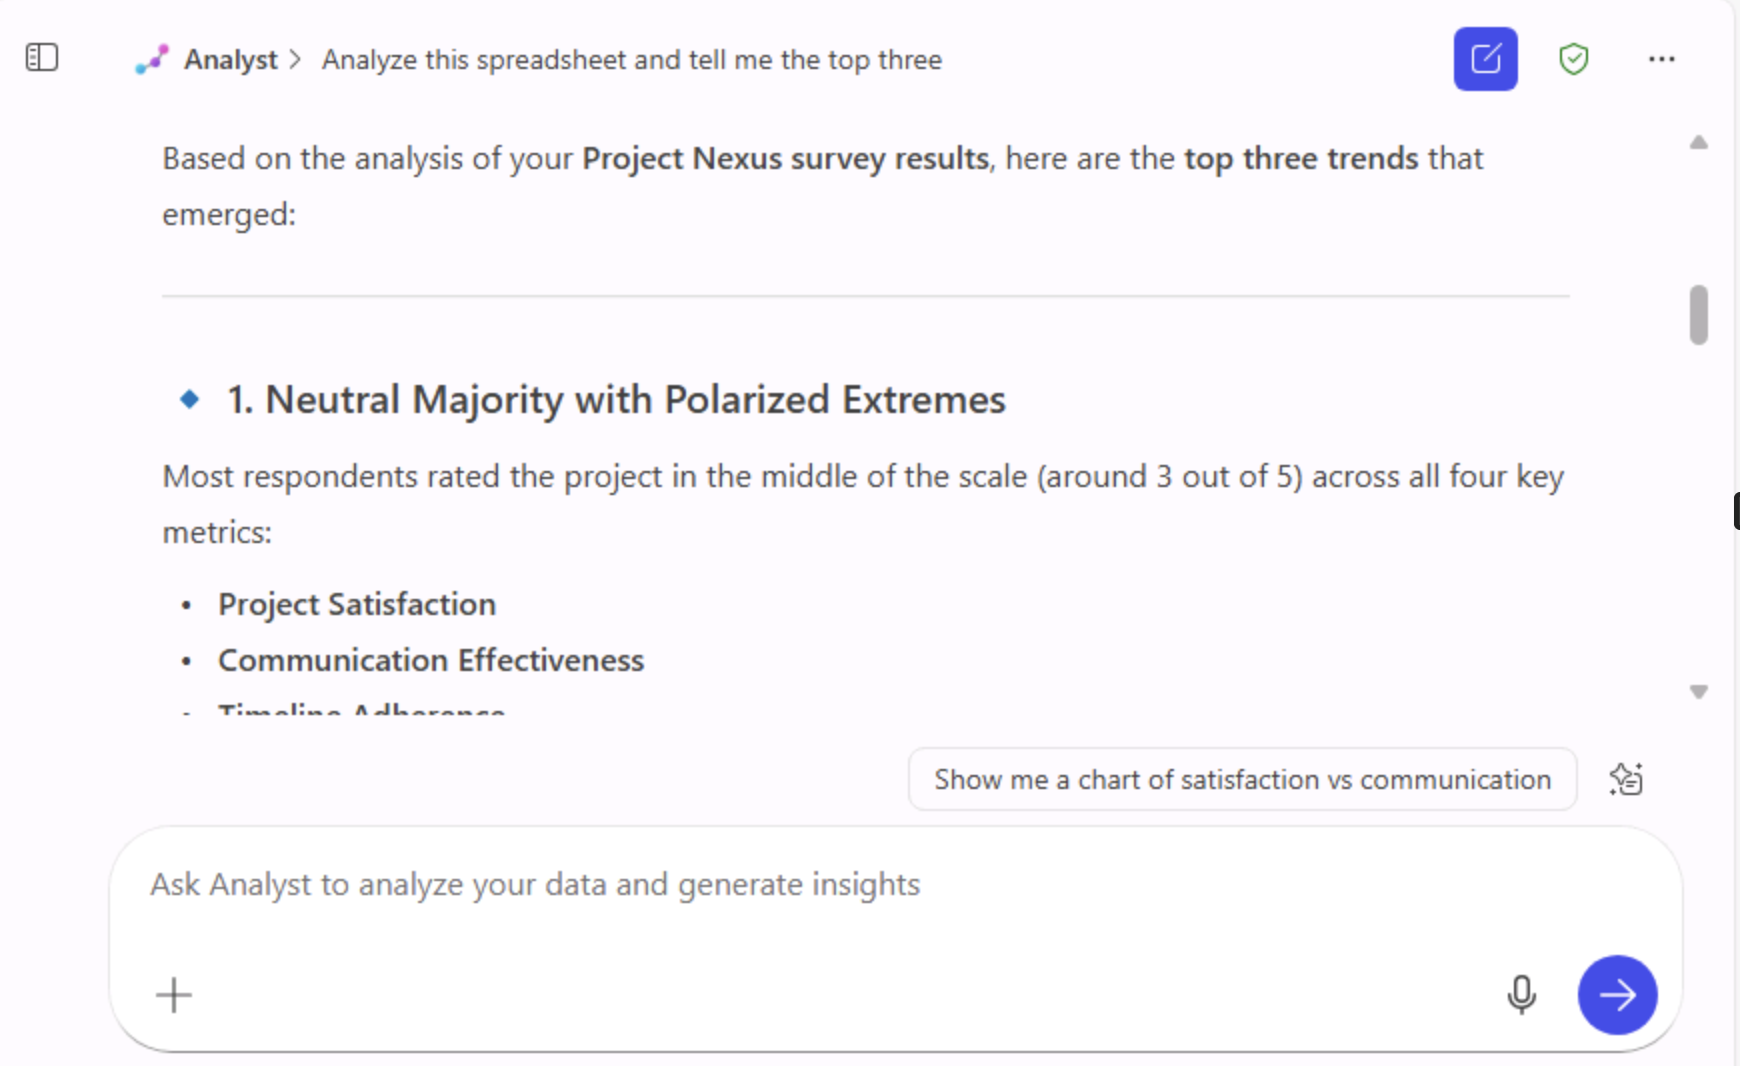 Analyst > Analyze this spreadsheet and tell me the top three
Based on the analysis of your Project Nexus survey results, here are the top three trends that
emerged:
1. Neutral Majority with Polarized Extremes
Most respondents rated the project in the middle of the scale (around 3 out of 5) across all four key
metrics:
• Project Satisfaction
• Communication Effectiveness
• Timeline Adherence
Show me a chart of satisfaction vs communication
Ask Analyst to analyze your data and generate insights